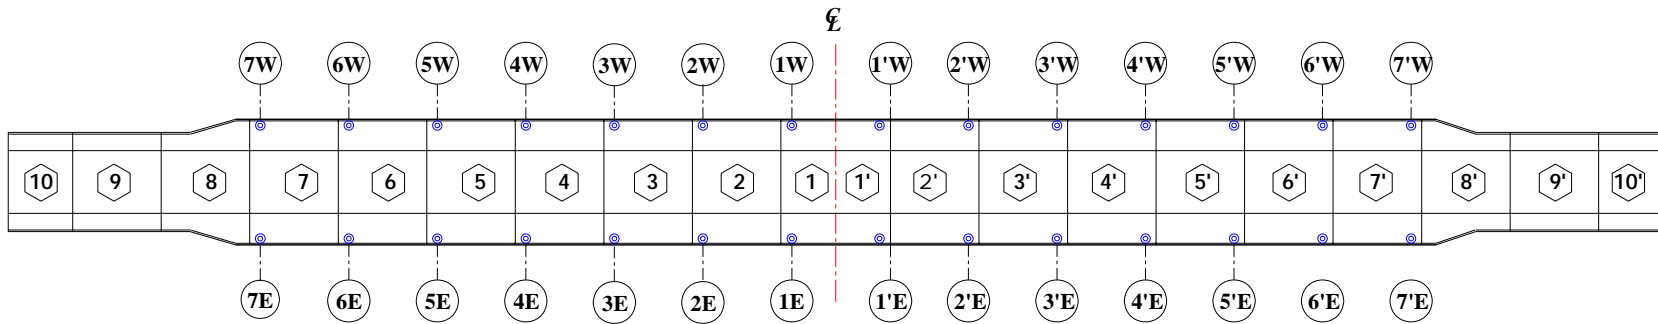 ℄
7W 6W 5W 4W 3W 2W 1W 1'W 2'W 3'W 4'W 5'W 6'W 7'W
10 9 8 7 6 5 4 3 2 1 1' 2' 3' 4' 5' 6' 7' 8' 9' 10'
7E 6E 5E 4E 3E 2E 1E 1'E 2'E 3'E 4'E 5'E 6'E 7'E